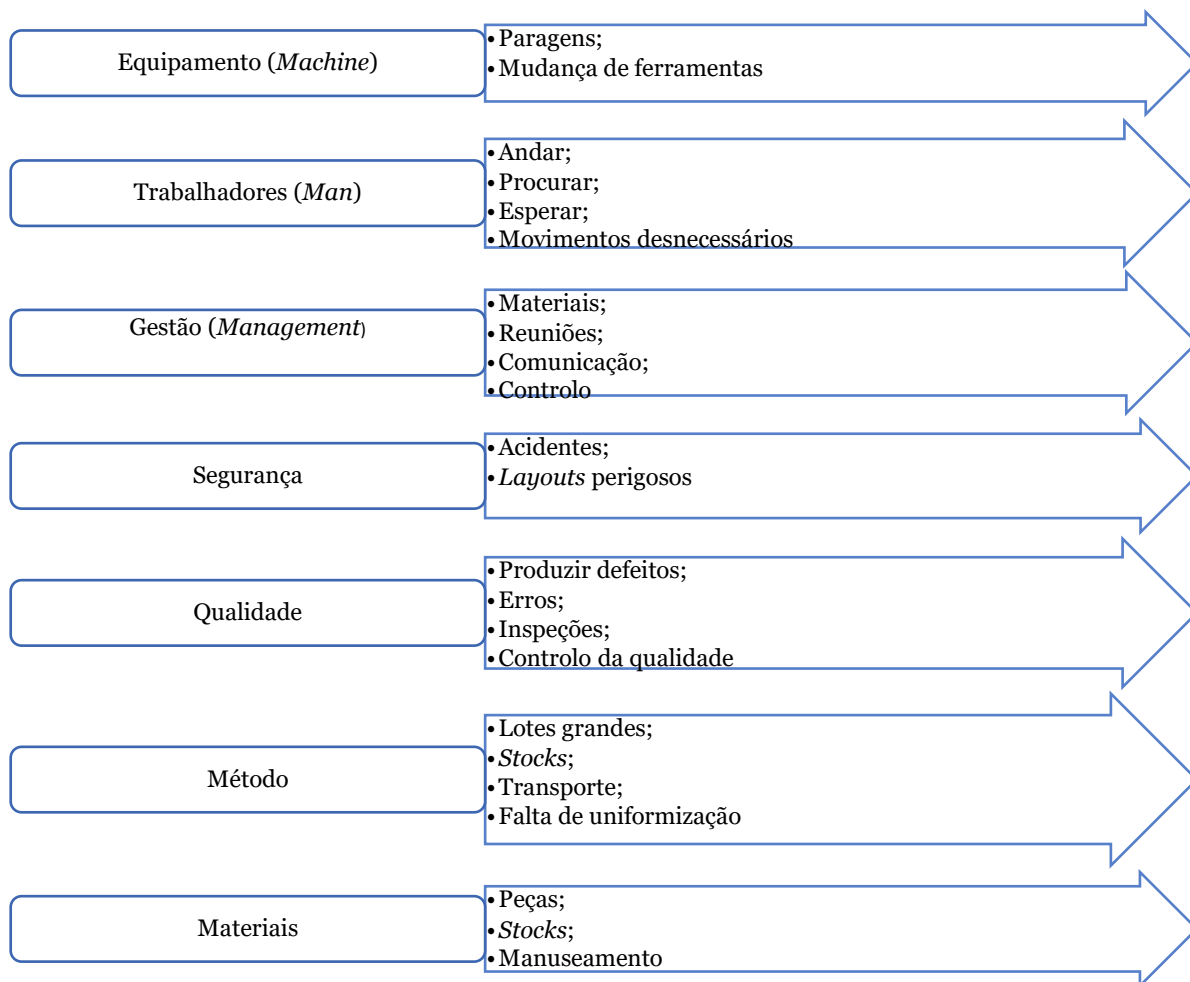 Equipamento (Machine)
•Paragens;
•Mudança de ferramentas
Trabalhadores (Man)
•Andar;
•Procurar;
•Esperar;
•Movimentos desnecessários
Gestão (Management)
•Materiais;
•Reuniões;
•Comunicação;
•Controlo
Segurança
•Acidentes;
•Layouts perigosos
Qualidade
•Produzir defeitos;
•Erros;
•Inspeções;
•Controlo da qualidade
Método
•Lotes grandes;
•Stocks;
•Transporte;
•Falta de uniformização
Materiais
•Peças;
•Stocks;
•Manuseamento